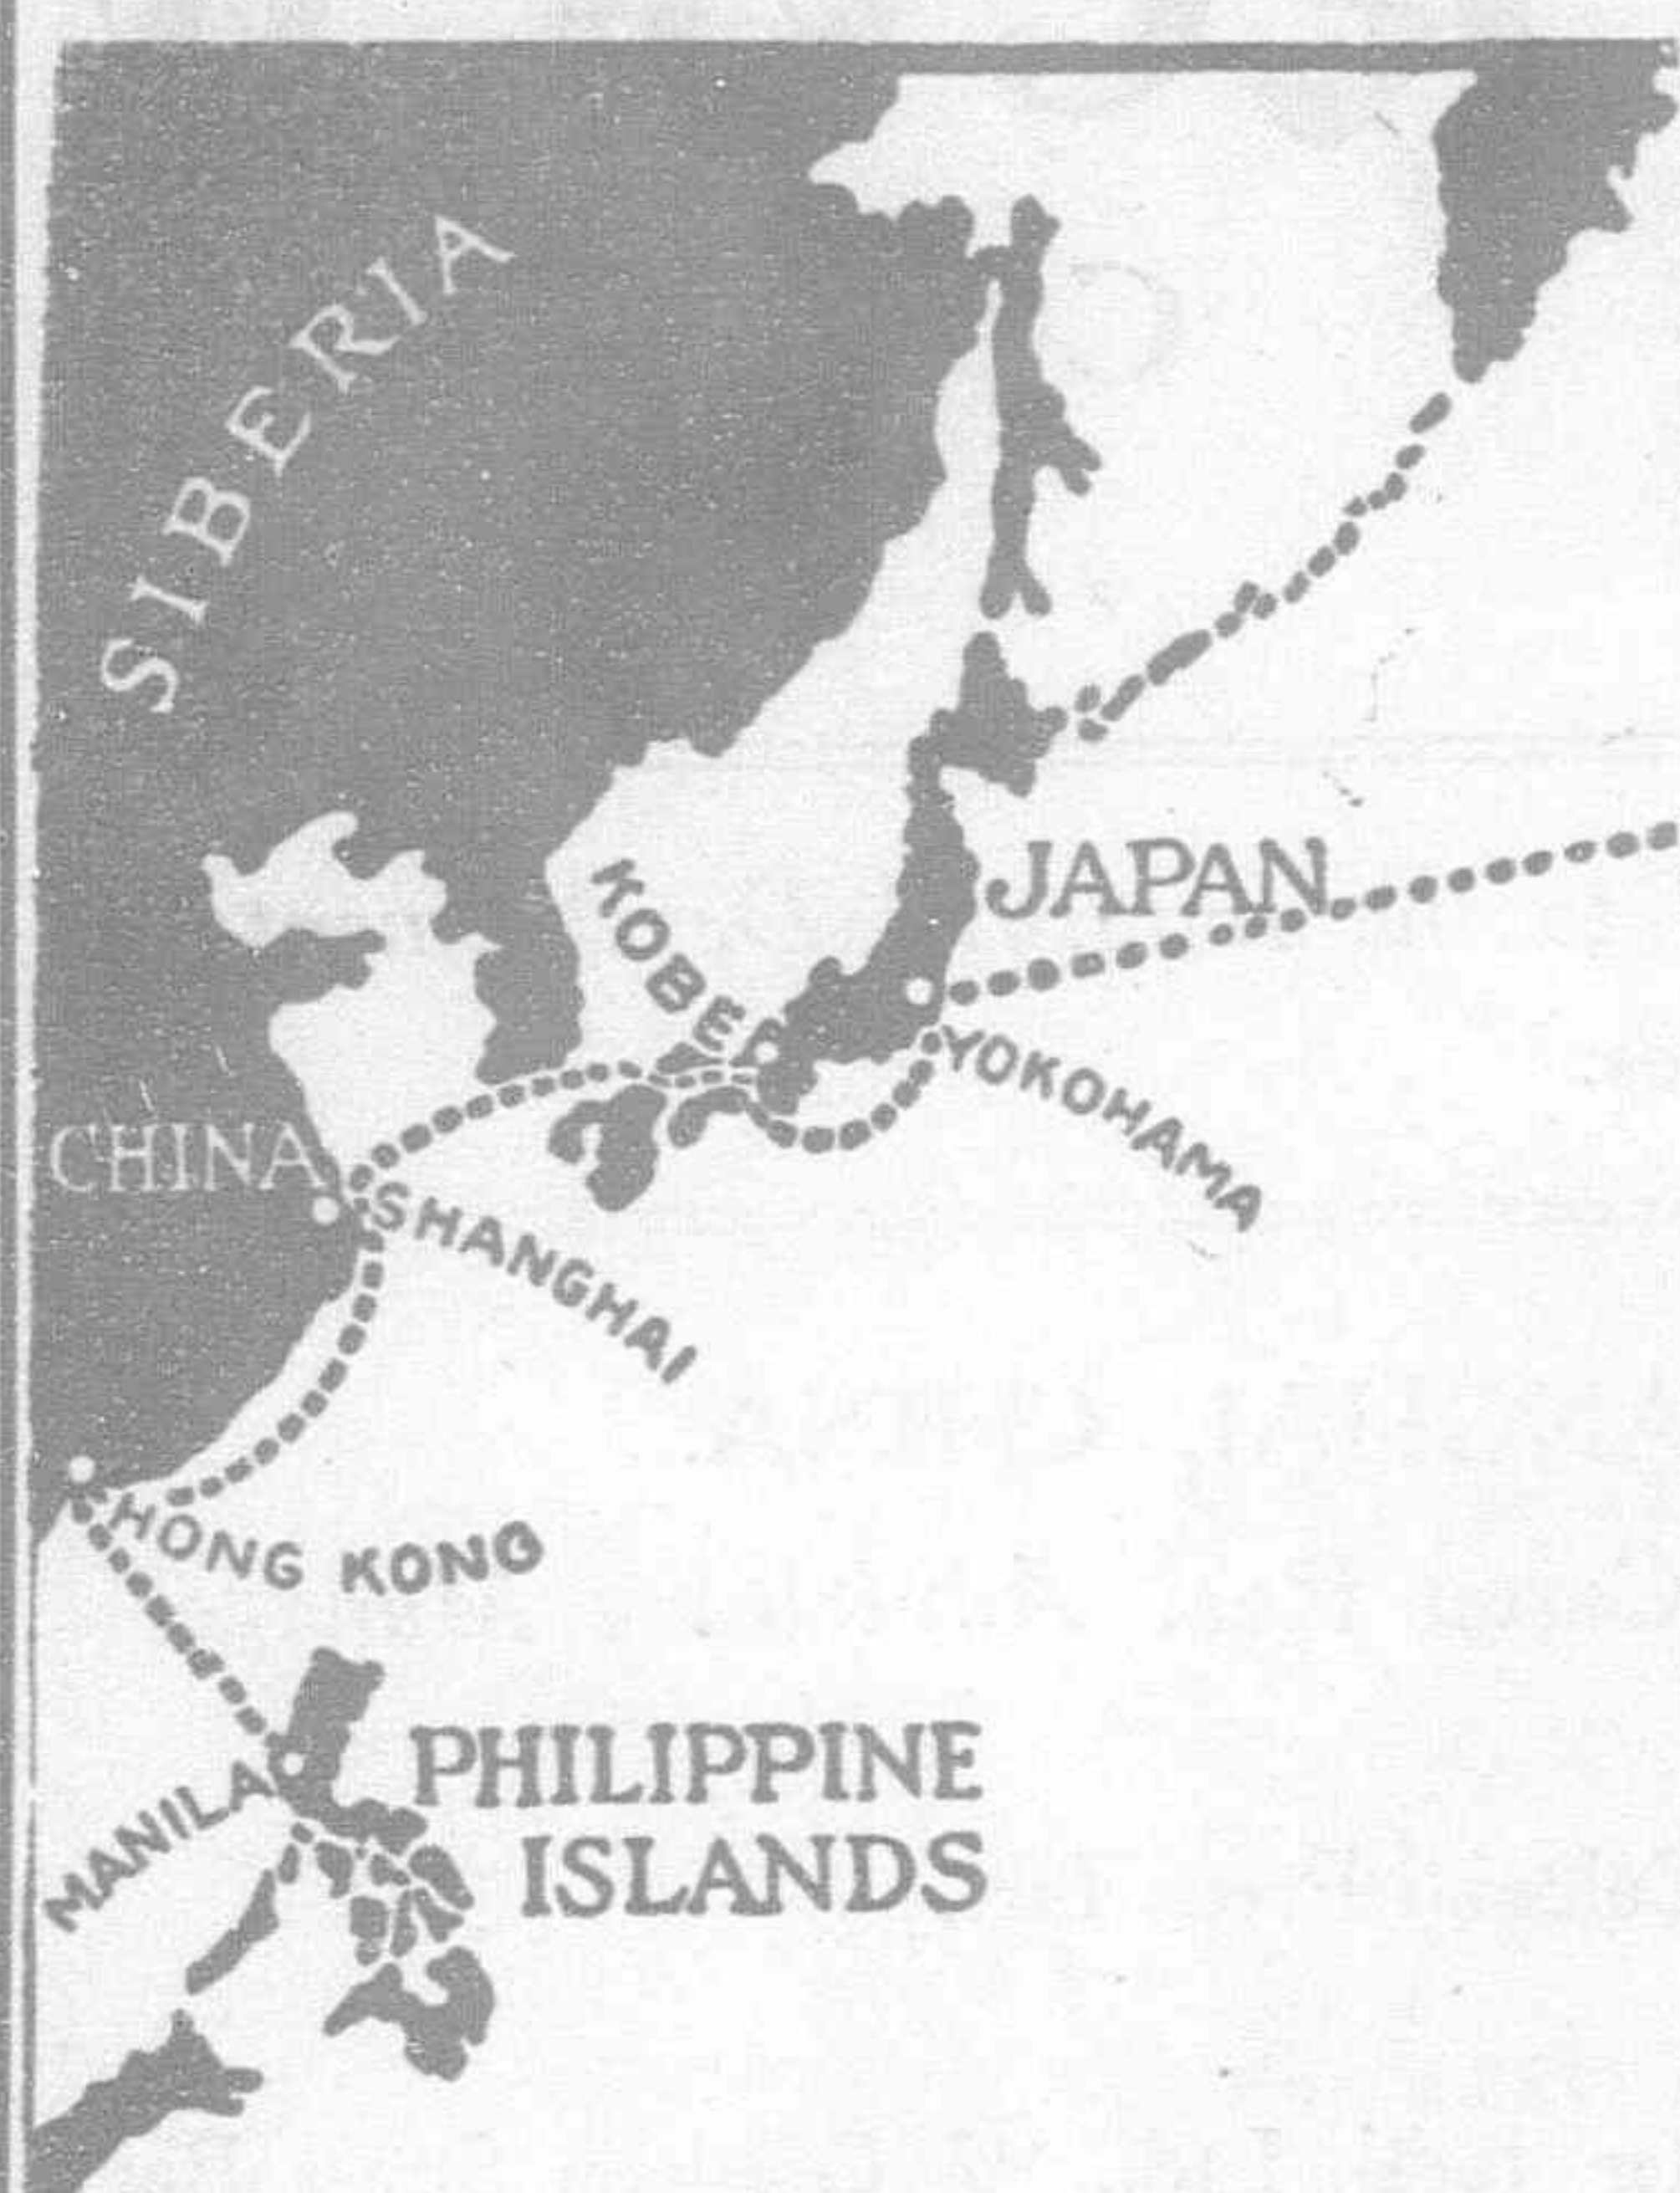 SIBERIA
JAPAN
KOBE
YOKOHAMA
CHINA
SHANGHAI
HONG KONG
PHILIPPINE
ISLANDS
MANILA